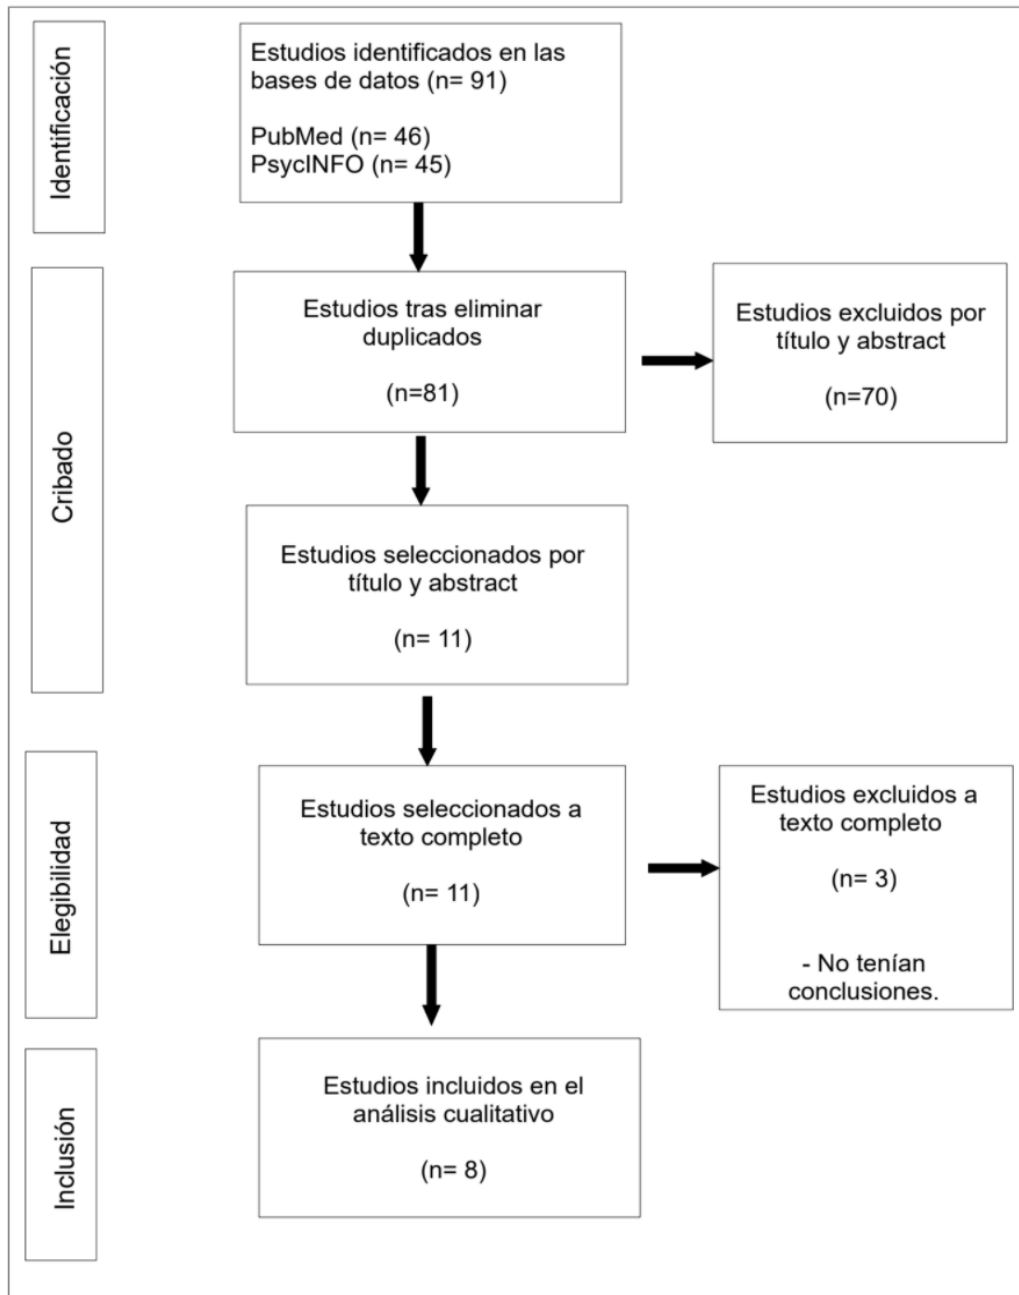 Identificación
Estudios identificados en las
bases de datos (n= 91)
PubMed (n= 46)
PsycINFO (n= 45)
Cribado
Estudios tras eliminar
duplicados
(n=81)
Estudios excluidos por
título y abstract
(n=70)
Estudios seleccionados por
título y abstract
(n= 11)
Elegibilidad
Estudios seleccionados a
texto completo
(n= 11)
Estudios excluidos a
texto completo
(n= 3)
- No tenían
conclusiones.
Inclusión
Estudios incluidos en el
análisis cualitativo
(n= 8)